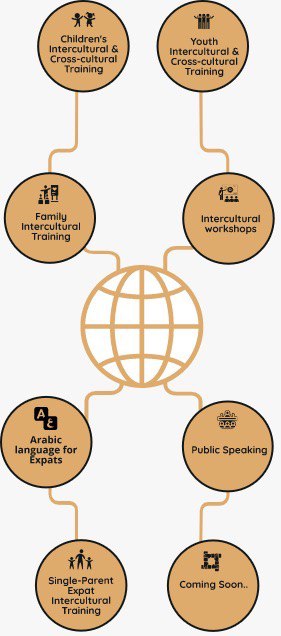 Children's
Intercultural &
Cross-cultural
Training
Youth
Intercultural &
Cross-cultural
Training
Family
Intercultural
Training
Intercultural
workshops
A
ع
Arabic
language for
Expats
Public Speaking
Single-Parent
Expat
Intercultural
Training
Coming Soon..